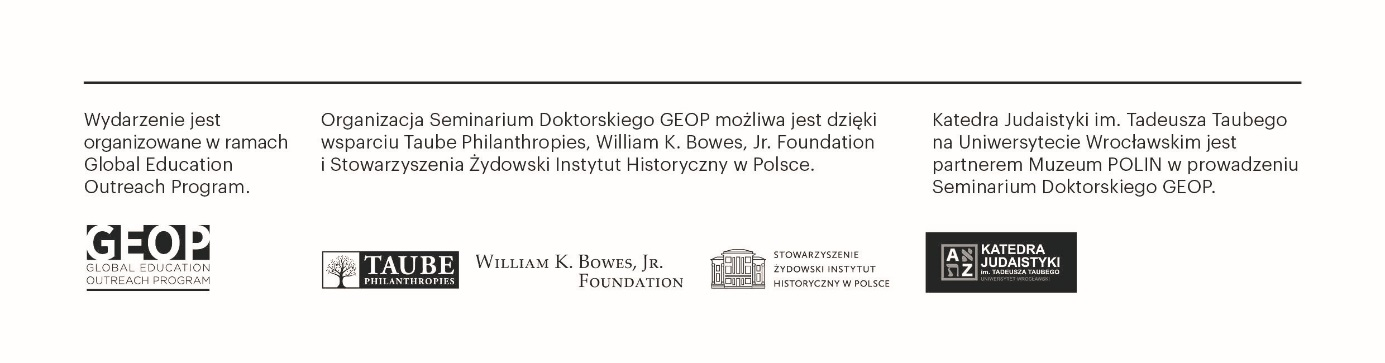 Wydarzenie jest
organizowane w ramach
Global Education
Outreach Program.
Organizacja Seminarium Doktorskiego GEOP możliwa jest dzięki
wsparciu Taube Philanthropies, William K. Bowes, Jr. Foundation
i Stowarzyszenia Żydowski Instytut Historyczny w Polsce.
Katedra Judaistyki im. Tadeusza Taubego
na Uniwersytecie Wrocławskim jest
partnerem Muzeum POLIN w prowadzeniu
Seminarium Doktorskiego GEOP.
GEOP
GLOBAL EDUCATION
OUTREACH PROGRAM
TAUBE
PHILANTHROPIES
WILLIAM K. BOWES, JR.
FOUNDATION
STOWARZYSZENIE
ŻYDOWSKI INSTYTUT
HISTORYCZNY W POLSCE
A א
ת Z
KATEDRA
JUDAISTYKI
im. TADEUSZA TAUBEGO
UNIWERSYTET WROCŁAWSKI